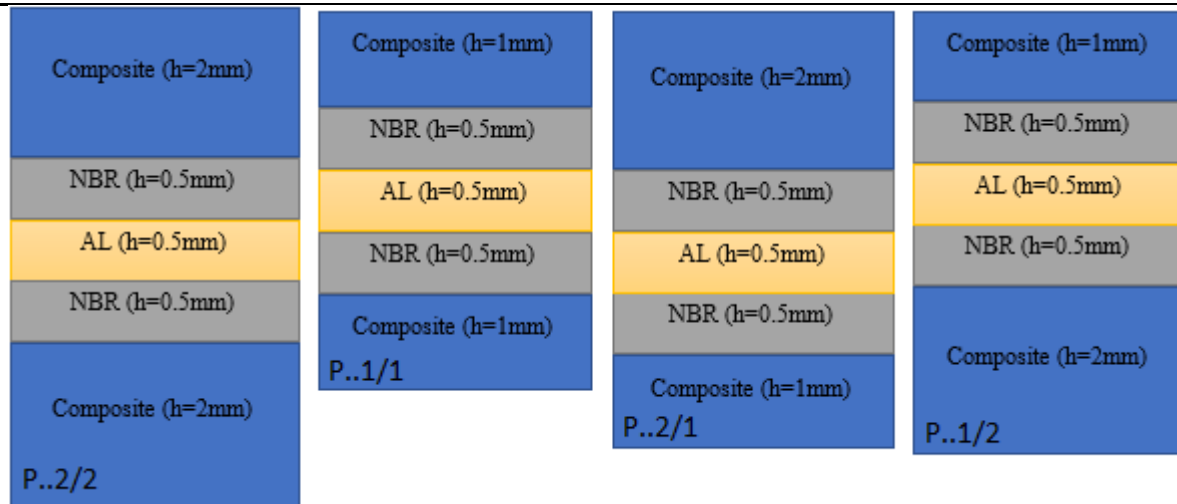 Composite (h=2mm)
NBR (h=0.5mm)
AL (h=0.5mm)
NBR (h=0.5mm)
Composite (h=2mm)
P..2/2
Composite (h=1mm)
NBR (h=0.5mm)
AL (h=0.5mm)
NBR (h=0.5mm)
Composite (h=1mm)
P..1/1
Composite (h=2mm)
NBR (h=0.5mm)
AL (h=0.5mm)
NBR (h=0.5mm)
Composite (h=1mm)
P..2/1
Composite (h=1mm)
NBR (h=0.5mm)
AL (h=0.5mm)
NBR (h=0.5mm)
Composite (h=2mm)
P..1/2